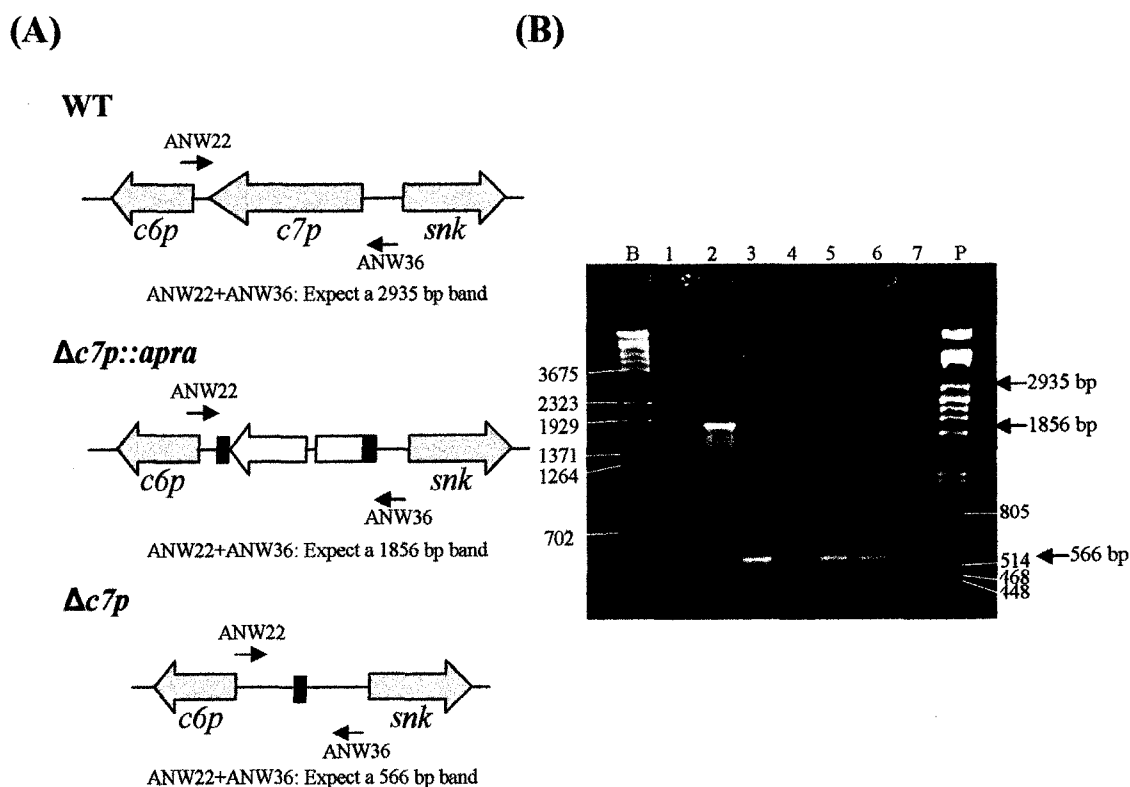 (A)
WT
ANW22
c6p
c7p
snk
ANW36
ANW22+ANW36: Expect a 2935 bp band
Δc7p::apra
ANW22
c6p
snk
ANW36
ANW22+ANW36: Expect a 1856 bp band
Δc7p
ANW22
c6p
snk
ANW36
ANW22+ANW36: Expect a 566 bp band
(B)
B 1 2 3 4 5 6 7 P
3675
2323
1929
1371
1264
702
2935 bp
1856 bp
805
566 bp
514
468
448